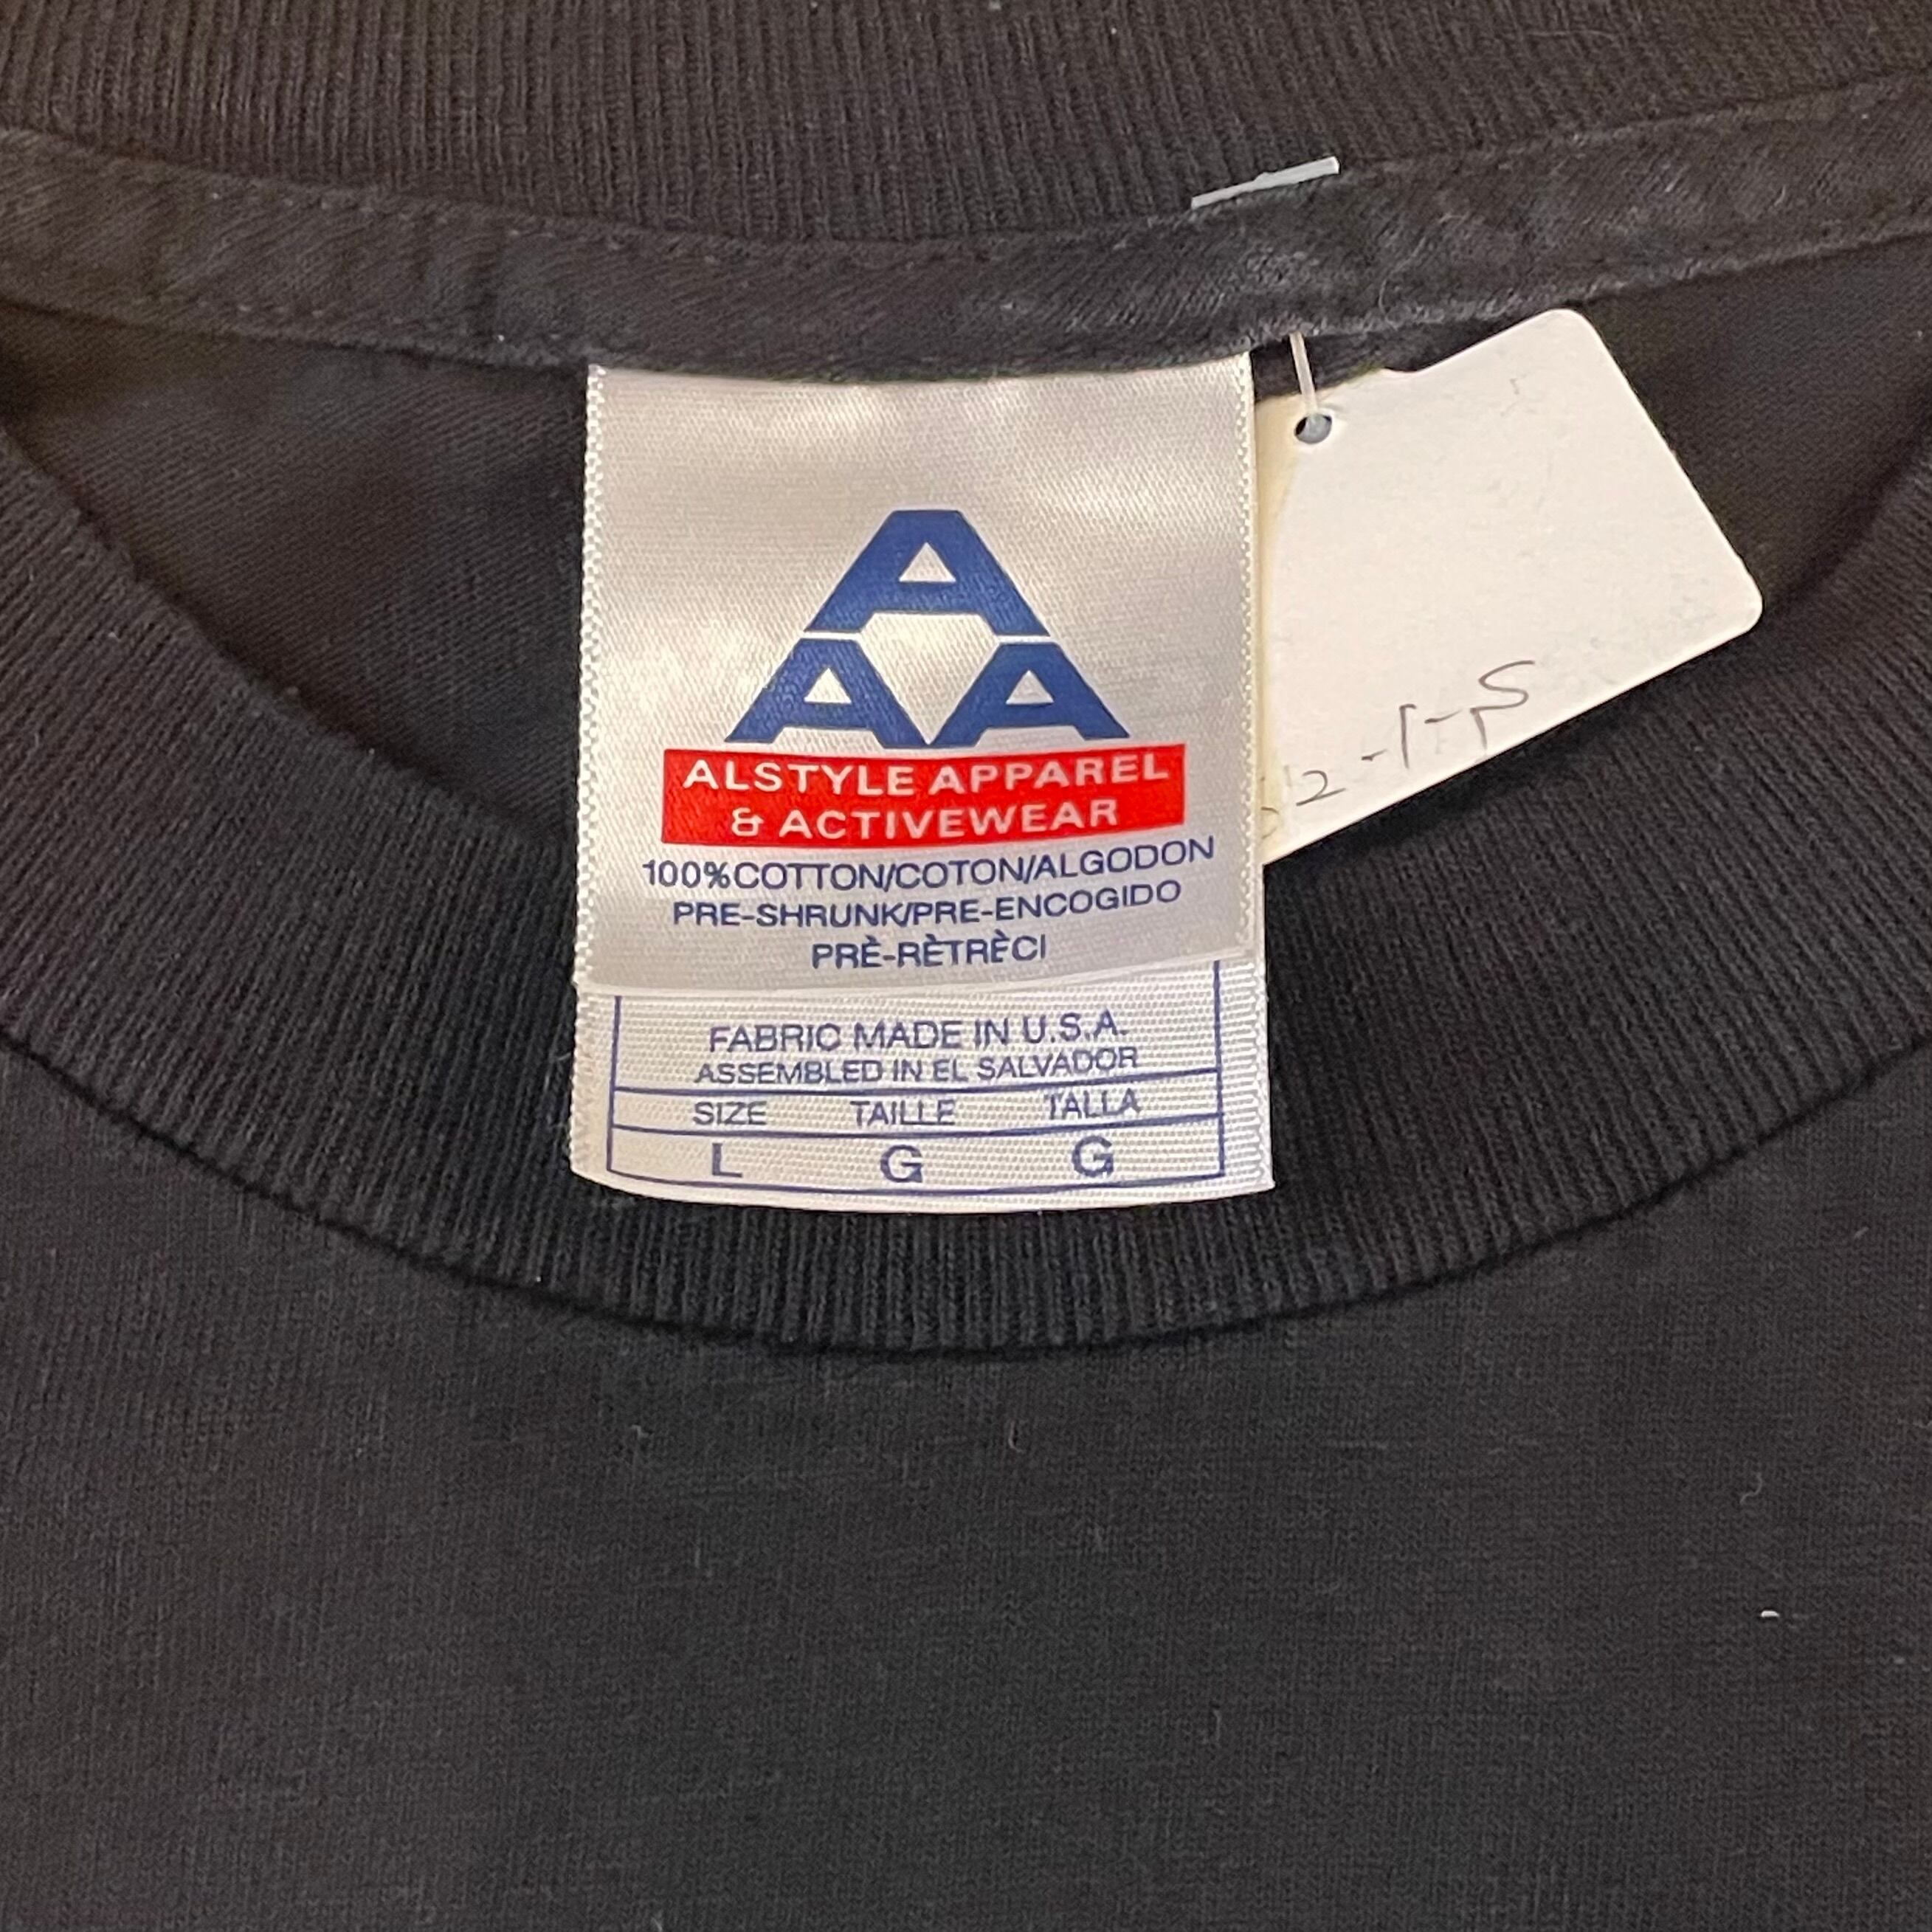 A
AA
ALSTYLE APPAREL
& ACTIVEWEAR
100%COTTON/COTON/ALGODON
PRE-SHRUNK/PRE-ENCOGIDO
PRÈ-RÈTRÈCI
FABRIC MADE IN U.S.A.
ASSEMBLED IN EL SALVADOR
SIZE TAILLE TALLA
L G G